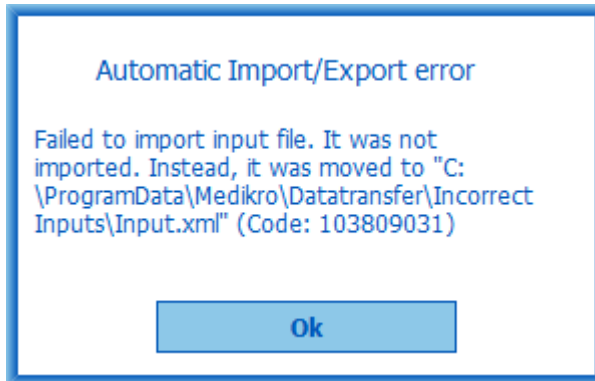 Automatic Import/Export error
Failed to import input file. It was not
imported. Instead, it was moved to "C:
\ProgramData\Medikro\Datatransfer\Incorrect
Inputs\Input.xml" (Code: 103809031)
Ok